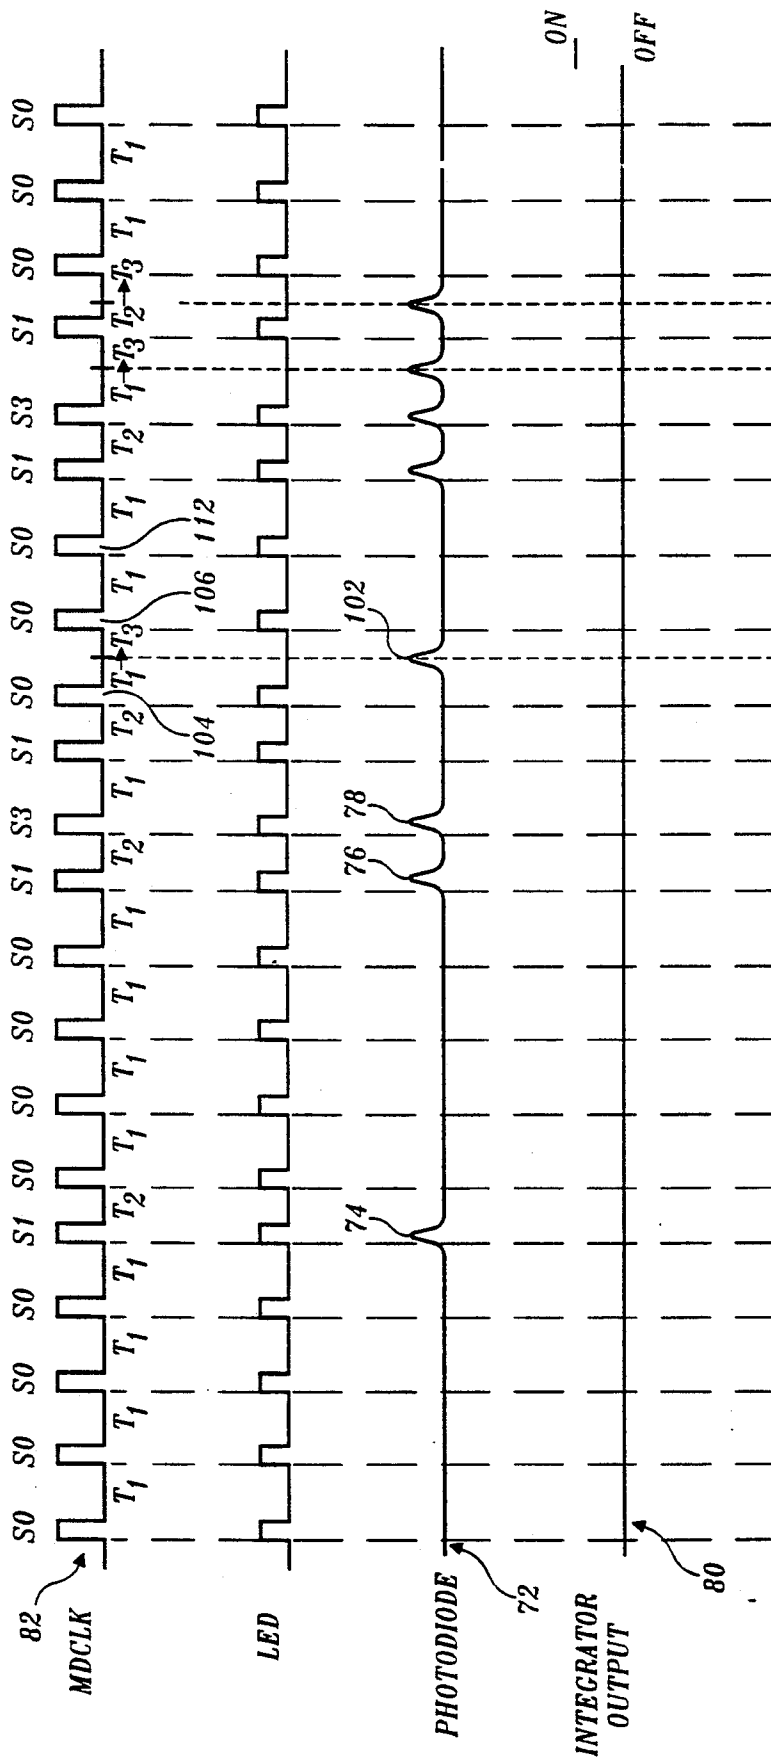 S0 S0 S0 S0 S1 S0 S0 S0 S0 S1 S3 S1 S0 S0 S0 S1 S3 S1 S0 S0 S0
82
MDCLK
T1 T1 T1 T1 T2 T1 T1 T1 T1 T2 T1 T2 T1 T3 T1 T1 T2 T1 T3 T2 T3 T1 T1
104 106 112
LED
74 76 78 102
PHOTODIODE
72
ON
INTEGRATOR
OUTPUT
OFF
80